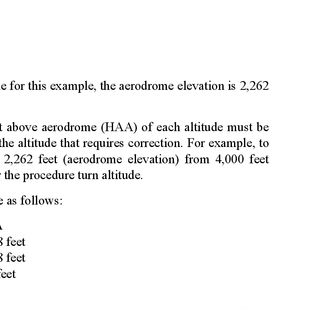 e for this example, the aerodrome elevation is 2,262
t above aerodrome (HAA) of each altitude must be
the altitude that requires correction. For example, to
2,262 feet (aerodrome elevation) from 4,000 feet
the procedure turn altitude.
e as follows:
A
8 feet
8 feet
feet